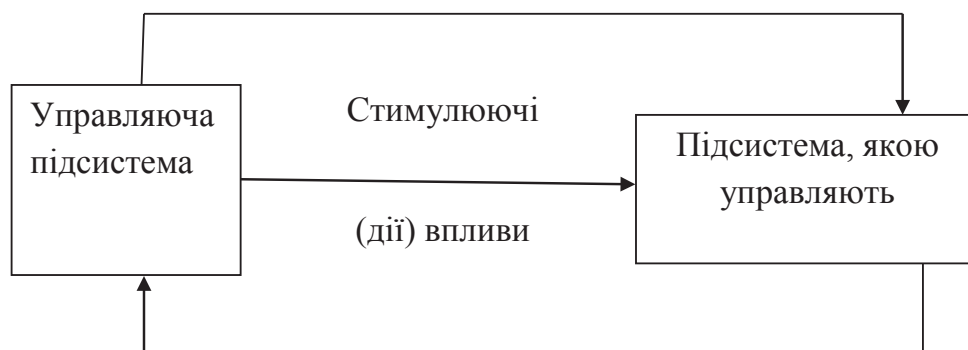 Управляюча
підсистема
Стимулюючі
(дії) впливи
Підсистема, якою
управляють